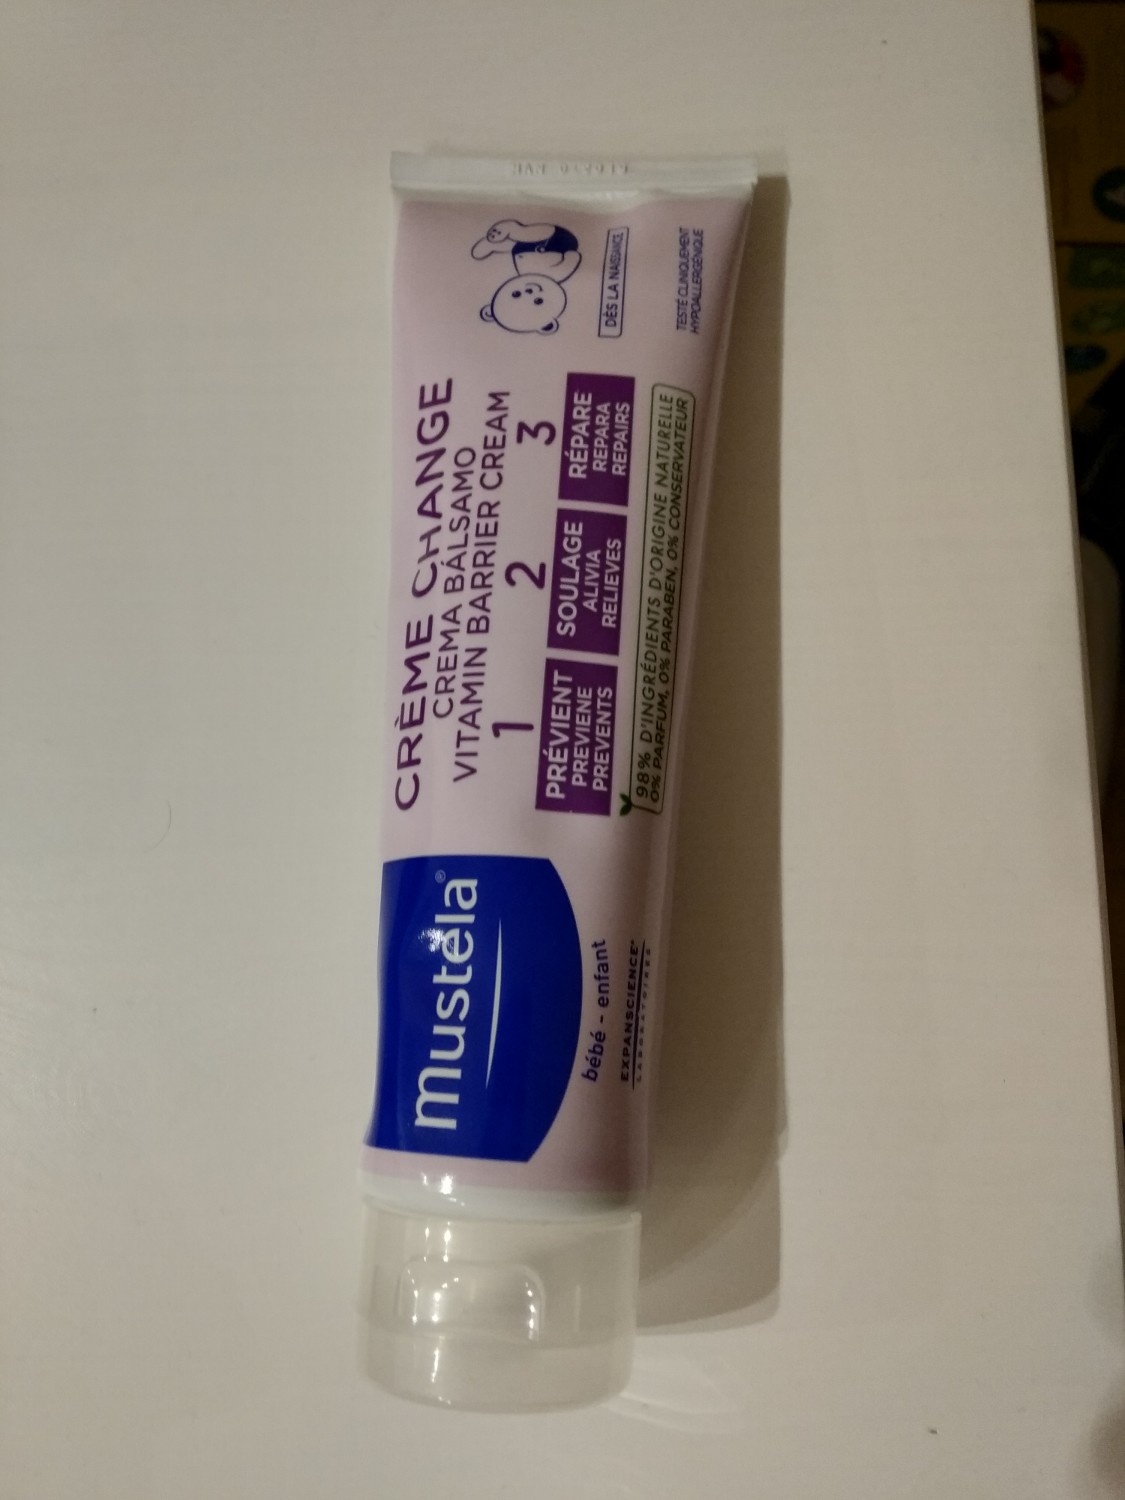 mustela®
bébé - enfant
EXPANSCIENCE®
LABORATOIRES
CRÈME CHANGE
CREMA BÁLSAMO
VITAMIN BARRIER CREAM
1
PRÉVIENT
PREVIENE
PREVENTS
2
SOULAGE
ALIVIA
RELIEVES
3
RÉPARE
REPARA
REPAIRS
98% D'INGRÉDIENTS D'ORIGINE NATURELLE
0% PARFUM, 0% PARABEN, 0% CONSERVATEUR
DÈS LA NAISSANCE
TESTÉ CLINIQUEMENT
HYPOALLERGÉNIQUE